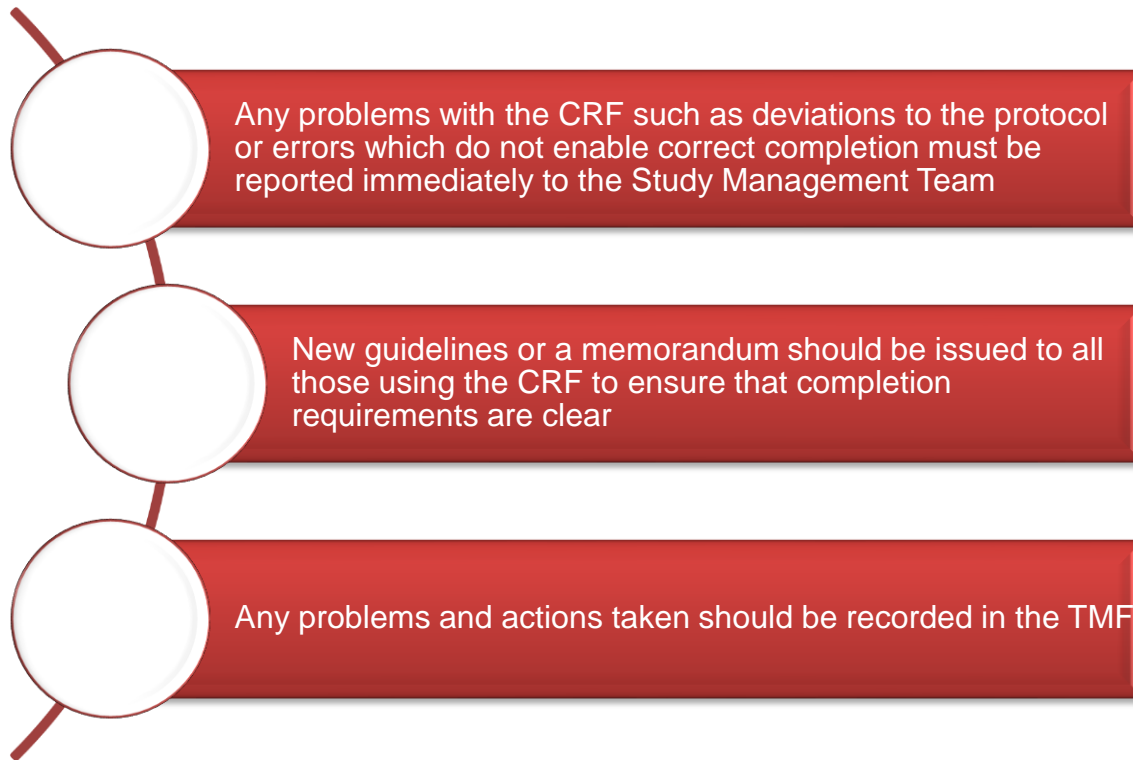 Any problems with the CRF such as deviations to the protocol
or errors which do not enable correct completion must be
reported immediately to the Study Management Team
New guidelines or a memorandum should be issued to all
those using the CRF to ensure that completion
requirements are clear
Any problems and actions taken should be recorded in the TMF